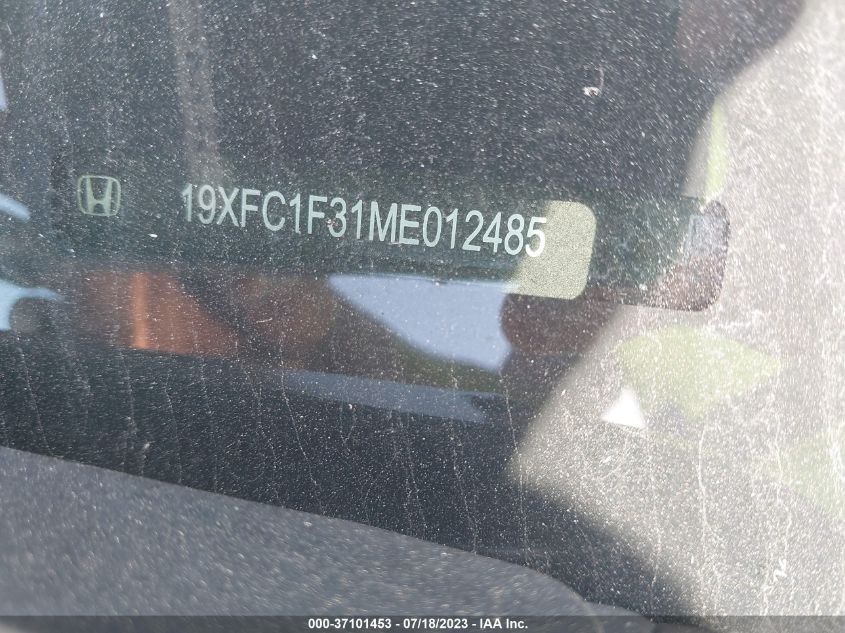 19XFC1F31ME012485
000-37101453 - 07/18/2023 - IAA Inc.